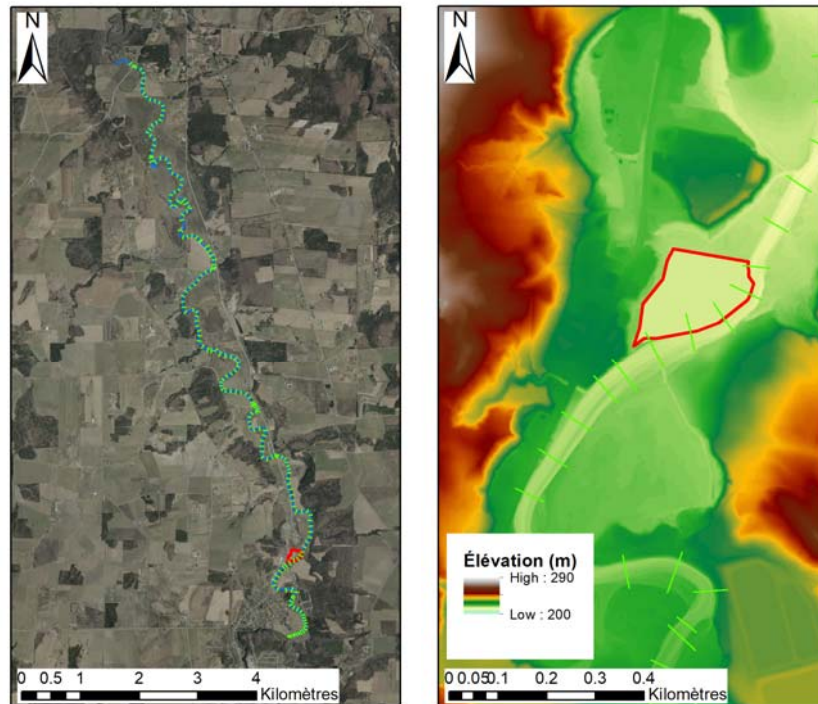 N
0 0.5 1 2 3 4
Kilomètres
N
Élévation (m)
High : 290
Low : 200
0 0.05 0.1 0.2 0.3 0.4
Kilomètres